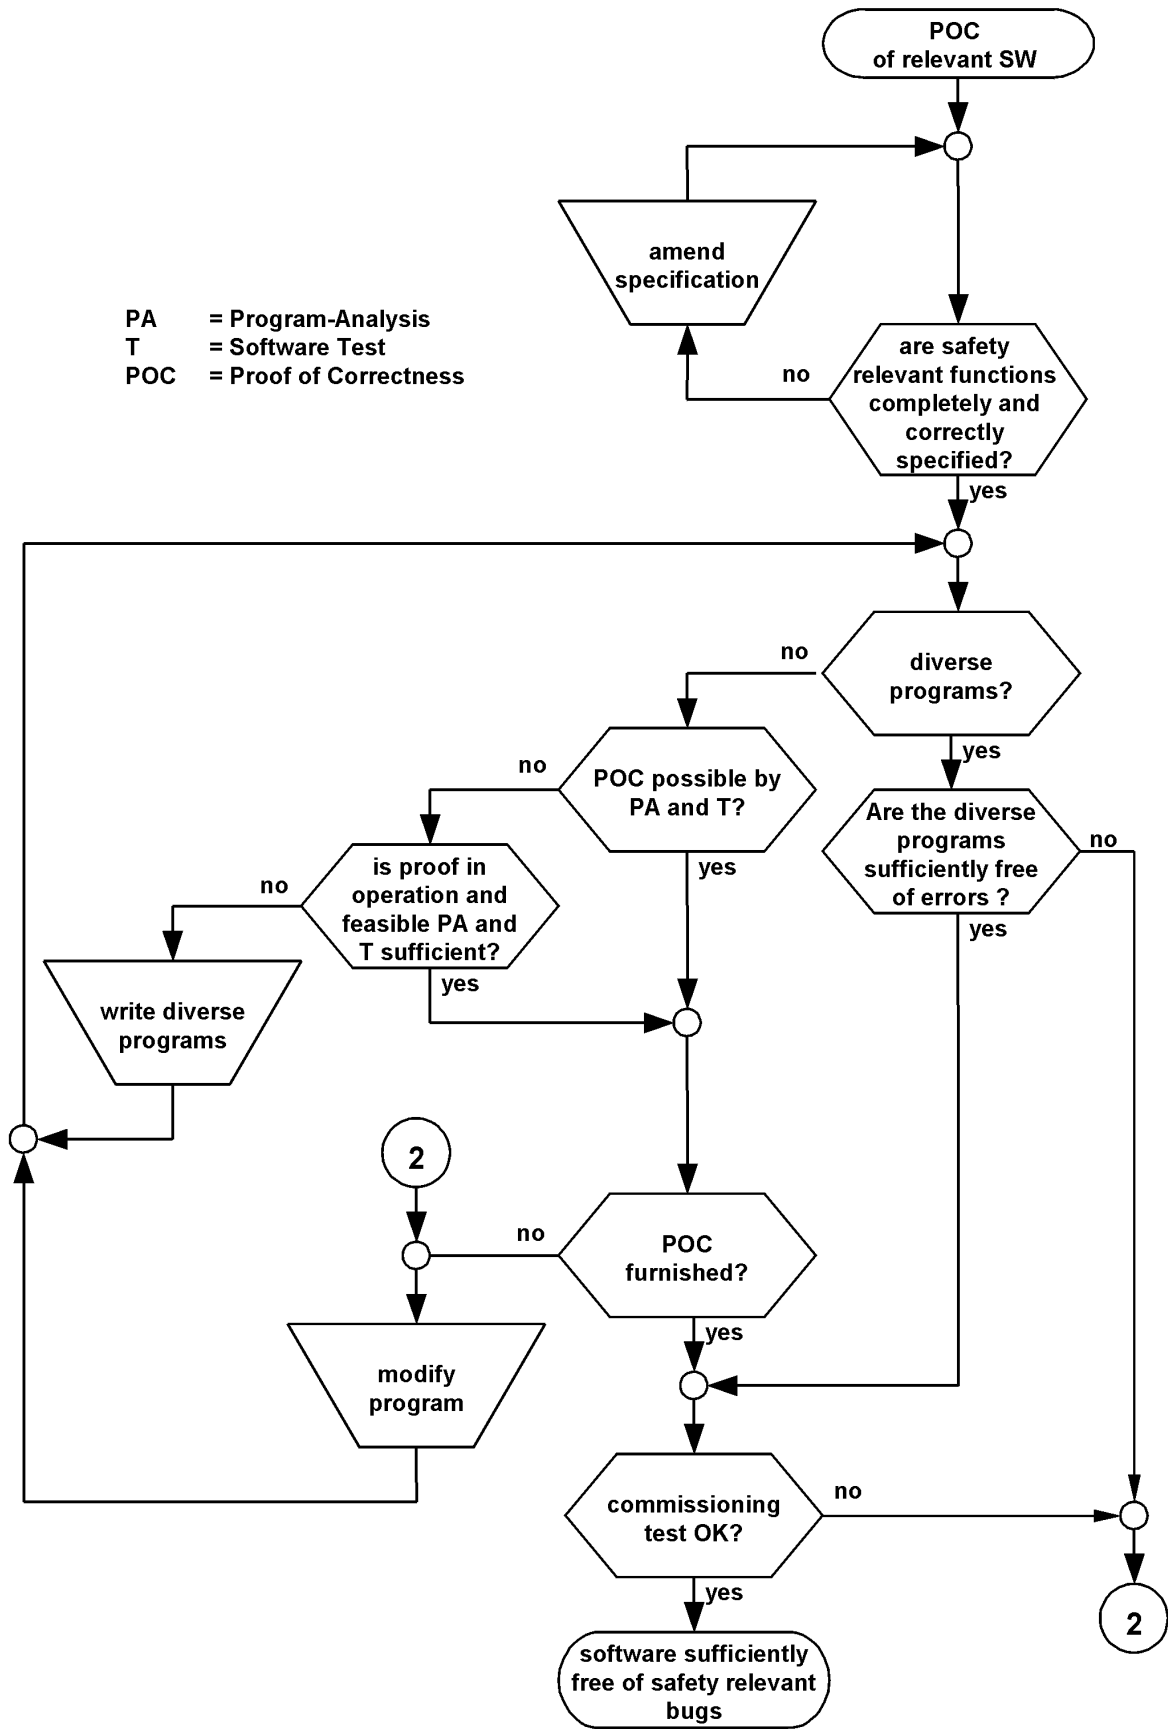 POC
of relevant SW
amend
specification
PA = Program-Analysis
T = Software Test
POC = Proof of Correctness
are safety
relevant functions
completely and
correctly
specified?
no
yes
diverse
programs?
no
yes
POC possible by
PA and T?
no
yes
Are the diverse
programs
sufficiently free
of errors ?
no
yes
is proof in
operation and
feasible PA and
T sufficient?
no
yes
write diverse
programs
2
POC
furnished?
no
yes
modify
program
commissioning
test OK?
no
yes
2
software sufficiently
free of safety relevant
bugs